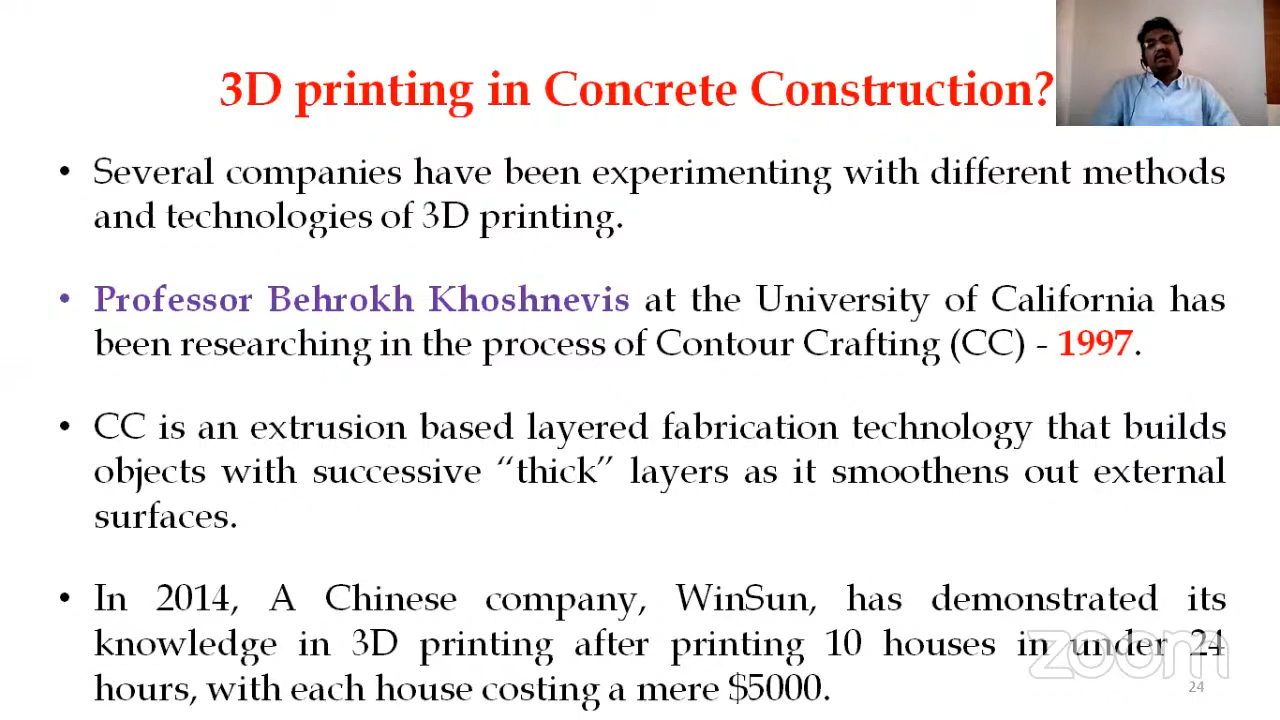 3D printing in Concrete Construction?
• Several companies have been experimenting with different methods
and technologies of 3D printing.
• Professor Behrokh Khoshnevis at the University of California has
been researching in the process of Contour Crafting (CC) - 1997.
• CC is an extrusion based layered fabrication technology that builds
objects with successive “thick” layers as it smoothens out external
surfaces.
• In 2014, A Chinese company, WinSun, has demonstrated its
knowledge in 3D printing after printing 10 houses in under 24
hours, with each house costing a mere $5000.
zoom
24